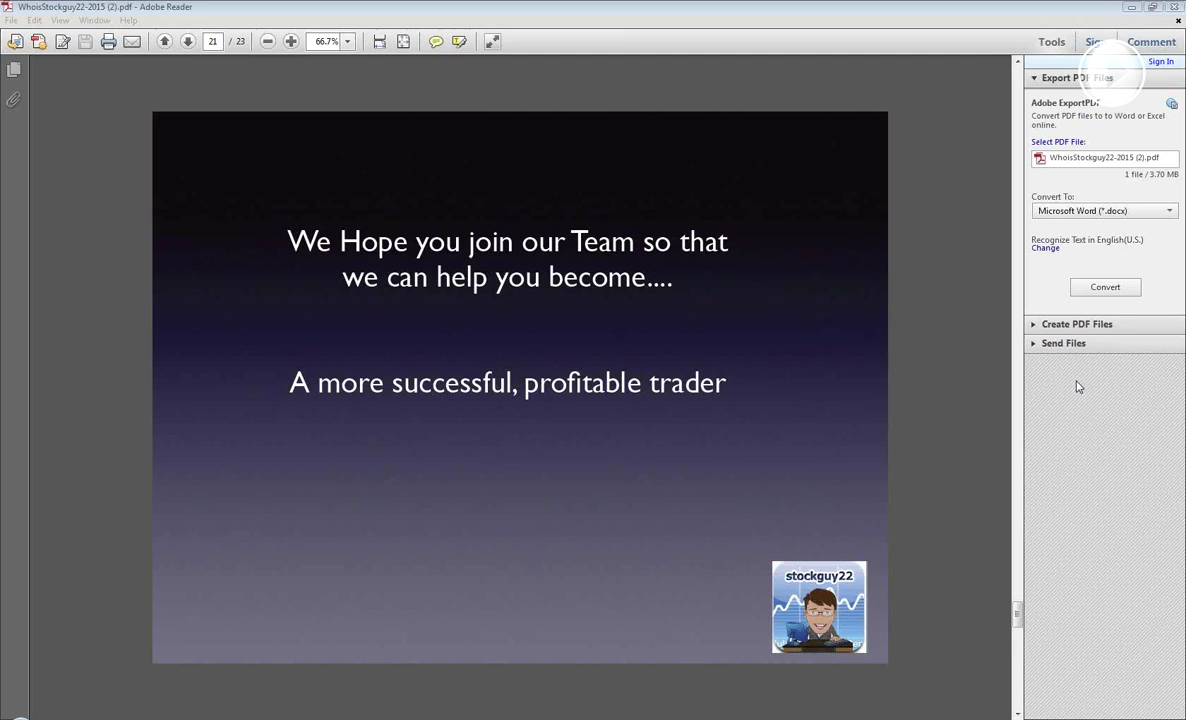 WhoisStockguy22-2015 (2).pdf - Adobe Reader
File Edit View Window Help
21 / 23 66.7% Tools Sign Comment
Sign In
Export PDF Files
Adobe ExportPDF
Convert PDF files to to Word or Excel
online.
Select PDF File:
WhoisStockguy22-2015 (2).pdf
1 file / 3.70 MB
Convert To:
Microsoft Word (*.docx)
Recognize Text in English(U.S.)
Change
Convert
Create PDF Files
Send Files
We Hope you join our Team so that
we can help you become....
A more successful, profitable trader
stockguy22